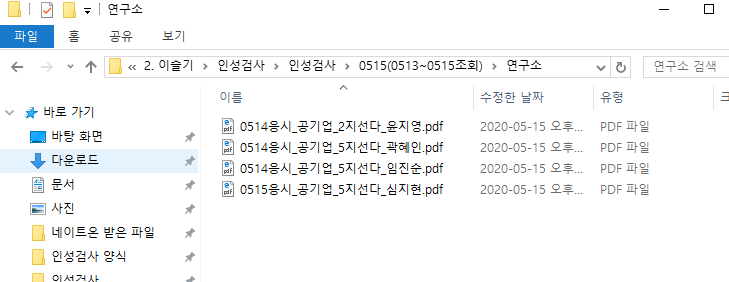 연구소
파일 홈 공유 보기
« 2. 이슬기 > 인성검사 > 인성검사 > 0515(0513~0515조회) > 연구소
연구소 검색
바로 가기
바탕 화면
다운로드
문서
사진
네이트온 받은 파일
인성검사 양식
인성검사
이름 수정한 날짜 유형 크
0514응시_공기업_2지선다_윤지영.pdf 2020-05-15 오후... PDF 파일
0514응시_공기업_5지선다_곽혜인.pdf 2020-05-15 오후... PDF 파일
0514응시_공기업_5지선다_임진순.pdf 2020-05-15 오후... PDF 파일
0515응시_공기업_5지선다_심지현.pdf 2020-05-15 오후... PDF 파일